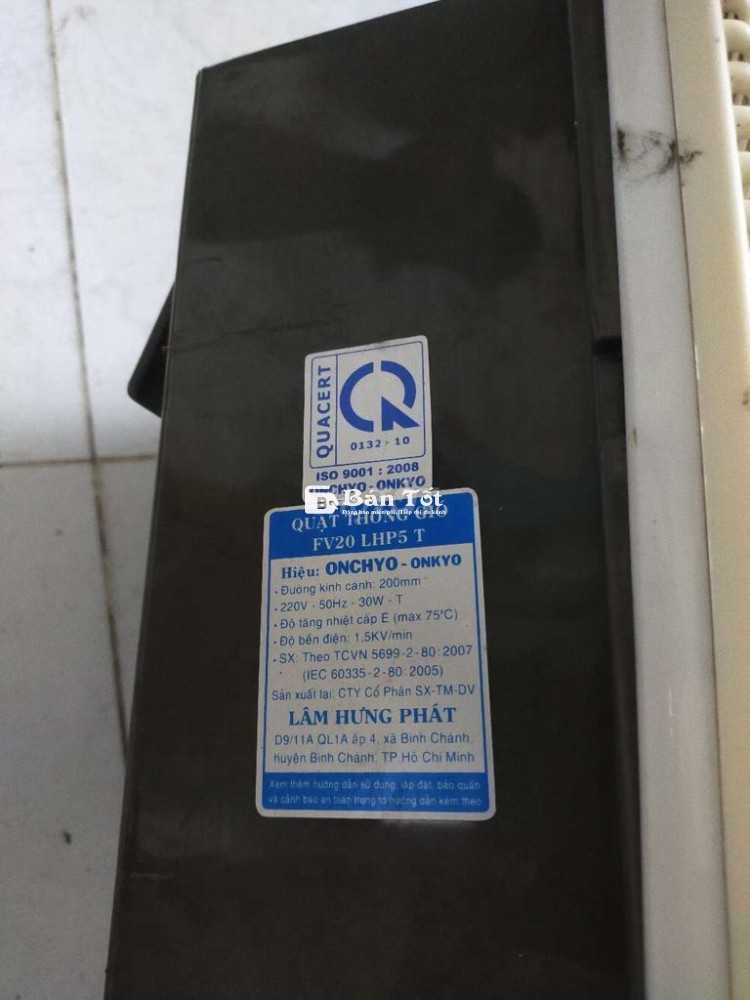 QUACERT
0132 - 10
ISO 9001 : 2008
ONCHYO - ONKYO
Bán Tốt
QUẠT THÔNG GIÓ
FV20 LHP5 T
Hiệu: ONCHYO - ONKYO
- Đường kính cánh: 200mm
- 220V - 50Hz - 30W - T
- Độ tăng nhiệt cấp E (max 75°C)
- Độ bền điện: 1,5KV/min
- SX: Theo TCVN 5699-2-80:2007
(IEC 60335-2-80:2005)
Sản xuất tại: CTY Cổ Phần SX-TM-DV
LÂM HƯNG PHÁT
D9/11A QL1A ấp 4, xã Bình Chánh,
huyện Bình Chánh, TP.Hồ Chí Minh
Xem thêm hướng dẫn sử dụng, lắp đặt, bảo quản
và cảnh báo an toàn trong tờ hướng dẫn kèm theo